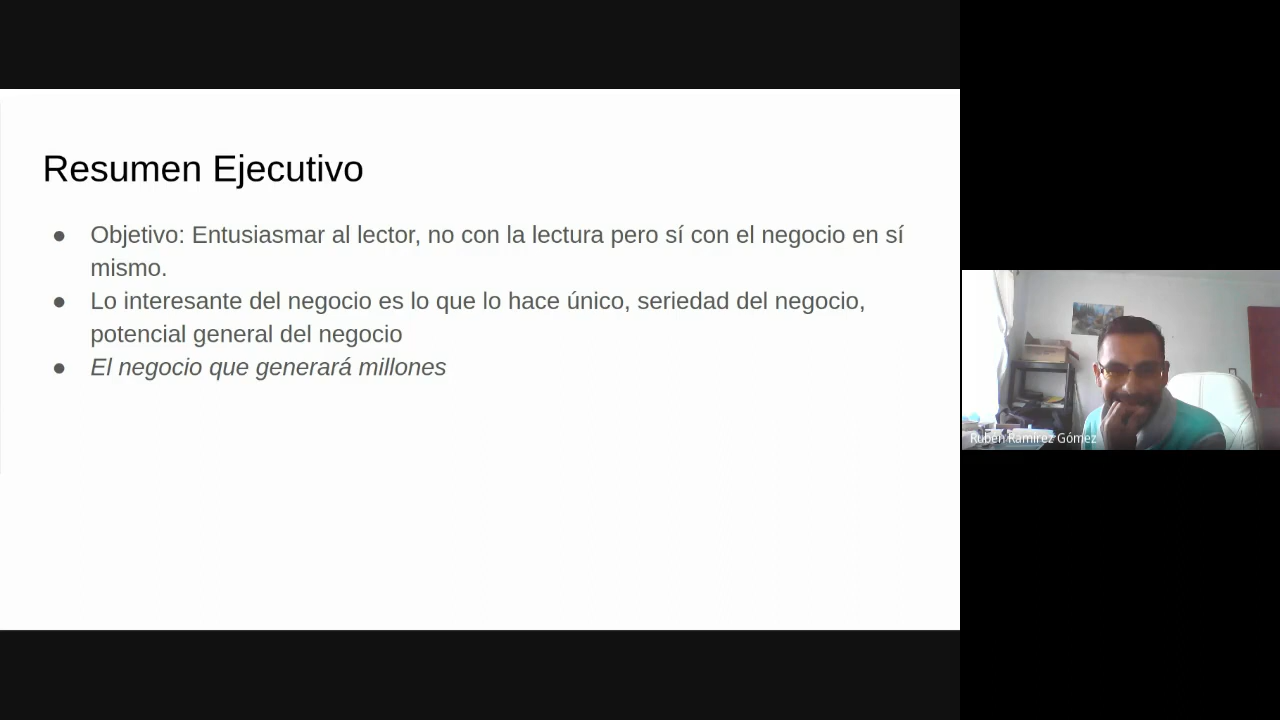 Resumen Ejecutivo
● Objetivo: Entusiasmar al lector, no con la lectura pero sí con el negocio en sí
mismo.
● Lo interesante del negocio es lo que lo hace único, seriedad del negocio,
potencial general del negocio
● El negocio que generará millones
Rubén Ramírez Gómez